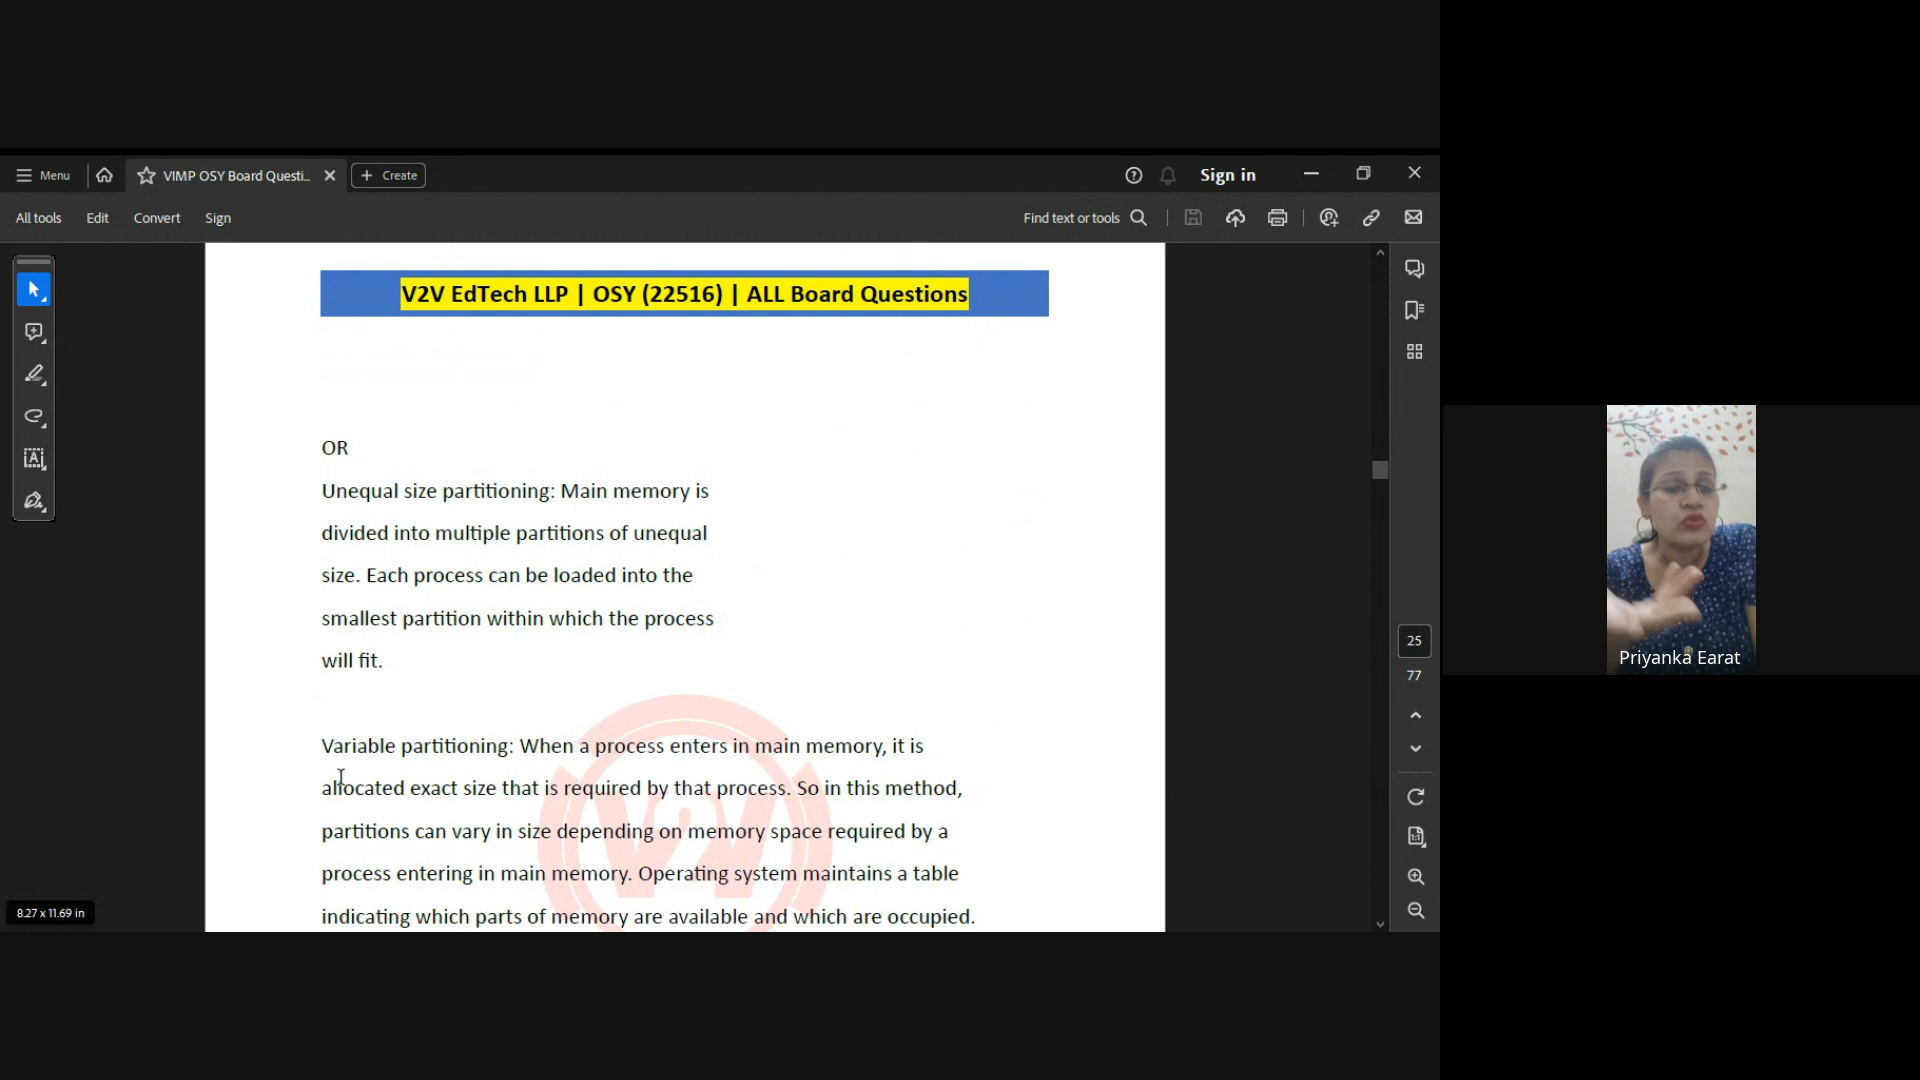 Menu
VIMP OSY Board Questi...
Create
Sign in
All tools
Edit
Convert
Sign
Find text or tools
V2V EdTech LLP | OSY (22516) | ALL Board Questions
OR
Unequal size partitioning: Main memory is
divided into multiple partitions of unequal
size. Each process can be loaded into the
smallest partition within which the process
will fit.
Variable partitioning: When a process enters in main memory, it is
allocated exact size that is required by that process. So in this method,
partitions can vary in size depending on memory space required by a
process entering in main memory. Operating system maintains a table
indicating which parts of memory are available and which are occupied.
V2V
25
77
8.27 x 11.69 in
Priyanka Earat